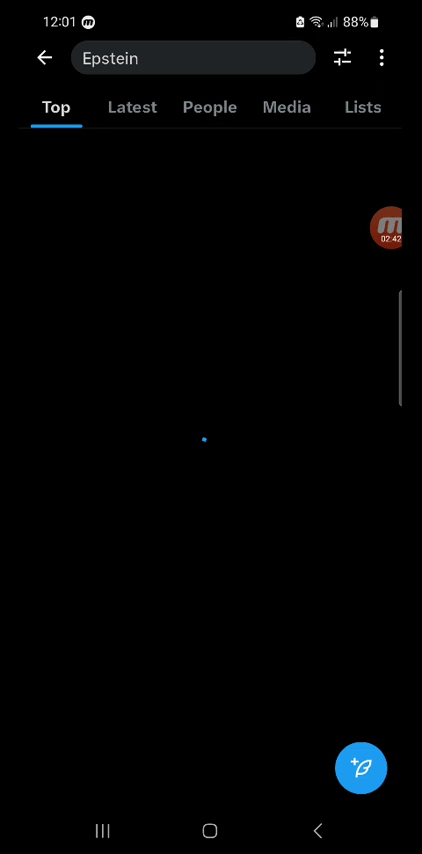 12:01 m 88%
Epstein
Top Latest People Media Lists
m
02:42